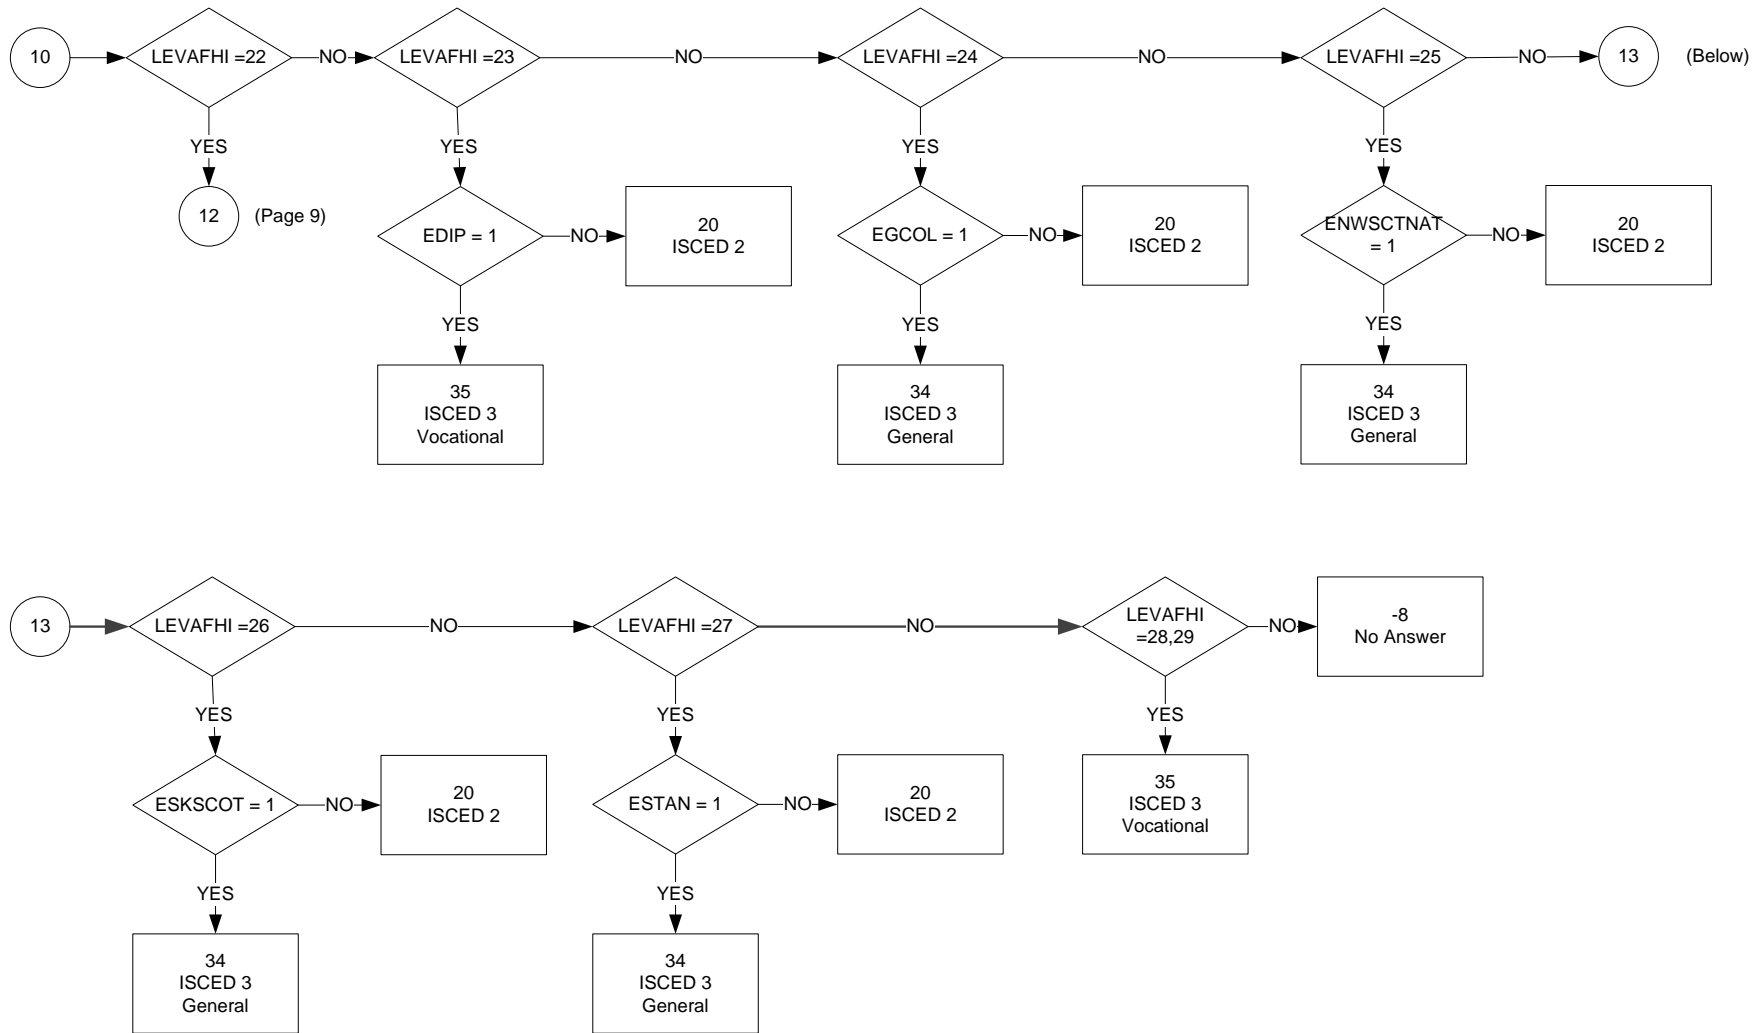 10
LEVAFHI =22
NO
LEVAFHI =23
NO
LEVAFHI =24
NO
LEVAFHI =25
NO
13
(Below)
YES
YES
YES
YES
12
(Page 9)
EDIP = 1
NO
20
ISCED 2
EGCOL = 1
NO
20
ISCED 2
ENWSCTNAT
= 1
NO
20
ISCED 2
YES
YES
YES
35
ISCED 3
Vocational
34
ISCED 3
General
34
ISCED 3
General
13
LEVAFHI =26
NO
LEVAFHI =27
NO
LEVAFHI
=28,29
NO
-8
No Answer
YES
YES
YES
ESKSCOT = 1
NO
20
ISCED 2
ESTAN = 1
NO
20
ISCED 2
35
ISCED 3
Vocational
YES
YES
34
ISCED 3
General
34
ISCED 3
General